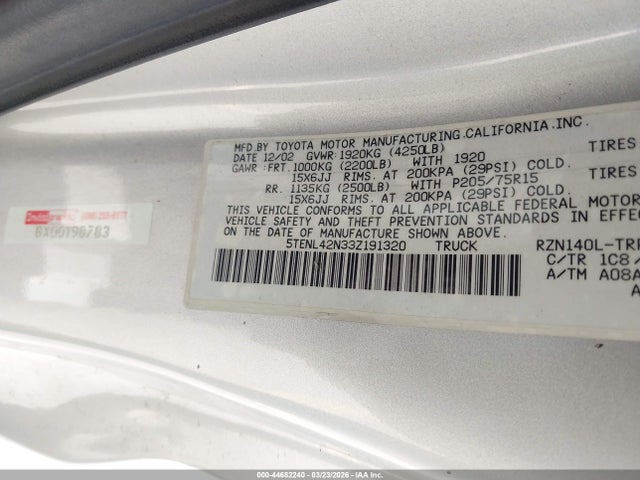 MFD.BY TOYOTA MOTOR MANUFACTURING.CALIFORNIA.INC.
DATE 12/02 GVWR:1920KG (4250LB)
GAWR:FRT.1000KG (2200LB) WITH 1920 TIRES
15X6JJ RIMS. AT 200KPA (29PSI) COLD.
RR. 1135KG (2500LB) WITH P205/75R15 TIRES
15X6JJ RIMS. AT 200KPA (29PSI) COLD.
THIS VEHICLE CONFORMS TO ALL APPLICABLE FEDERAL MOTOR
VEHICLE SAFETY AND THEFT PREVENTION STANDARDS IN EFFE
ON THE DATE OF MANUFACTURE SHOWN ABOVE.
5TENL42N33Z191320 TRUCK RZN140L-TR
C/TR 1C8/
A/TM A08A
A
000-44682240 - 03/23/2026 - COPART